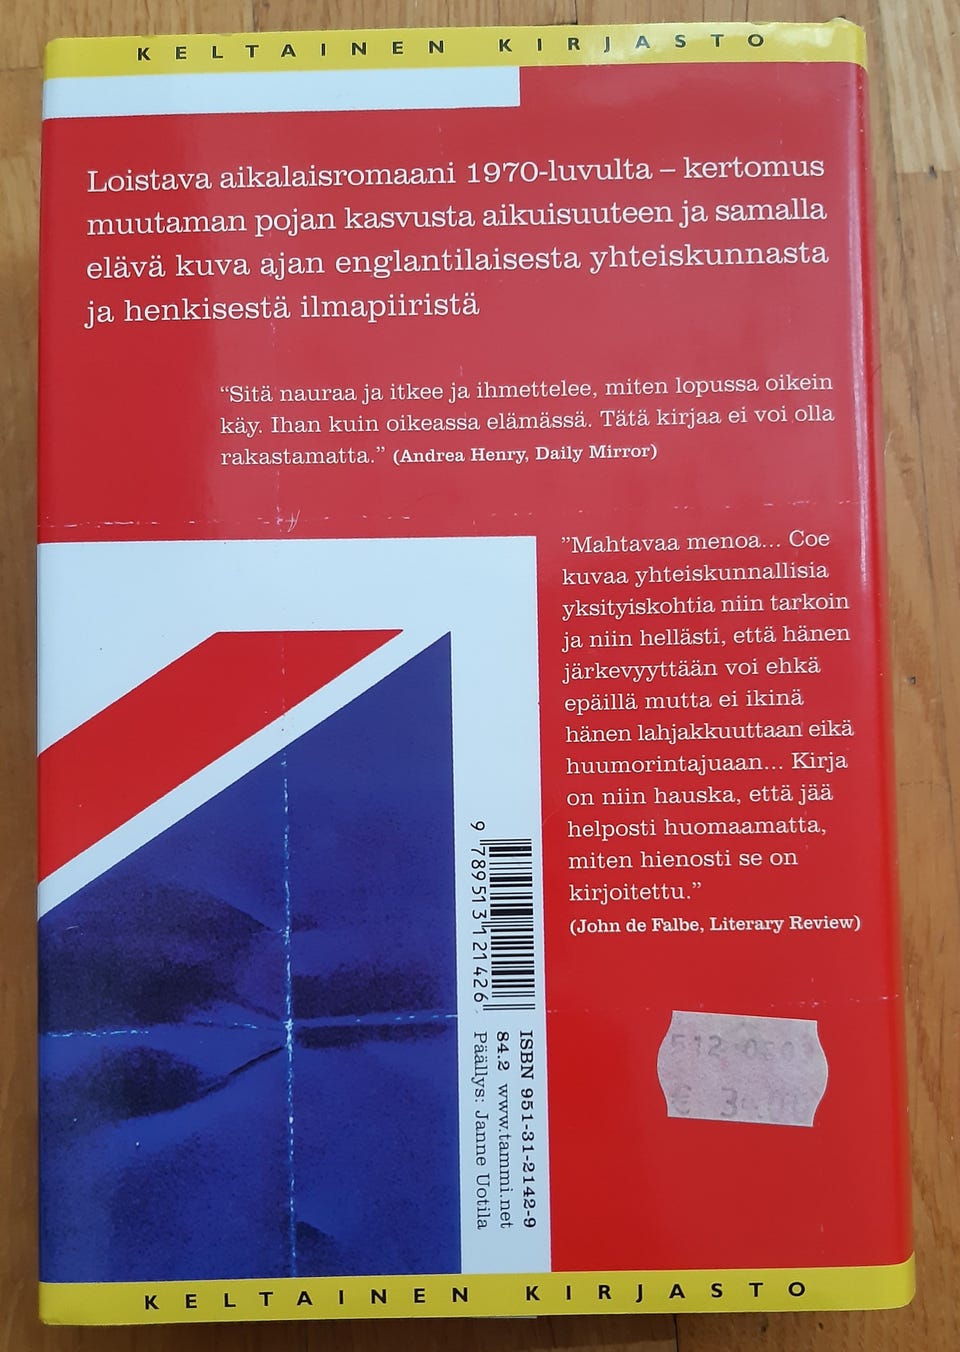 KELTAINEN KIRJASTO
Loistava aikalaisromaani 1970-luvulta – kertomus
muutaman pojan kasvusta aikuisuuteen ja samalla
elävä kuva ajan englantilaisesta yhteiskunnasta
ja henkisestä ilmapiiristä
“Sitä nauraa ja itkee ja ihmettelee, miten lopussa oikein
käy. Ihan kuin oikeassa elämässä. Tätä kirjaa ei voi olla
rakastamatta.” (Andrea Henry, Daily Mirror)
”Mahtavaa menoa... Coe
kuvaa yhteiskunnallisia
yksityiskohtia niin tarkoin
ja niin hellästi, että hänen
järkevyyttään voi ehkä
epäillä mutta ei ikinä
hänen lahjakkuuttaan eikä
huumorintajuaan... Kirja
on niin hauska, että jää
helposti huomaamatta,
miten hienosti se on
kirjoitettu.”
(John de Falbe, Literary Review)
9 789513 121426
ISBN 951-31-2142-9
84.2 www.tammi.net
Päällys: Janne Uotila
KELTAINEN KIRJASTO